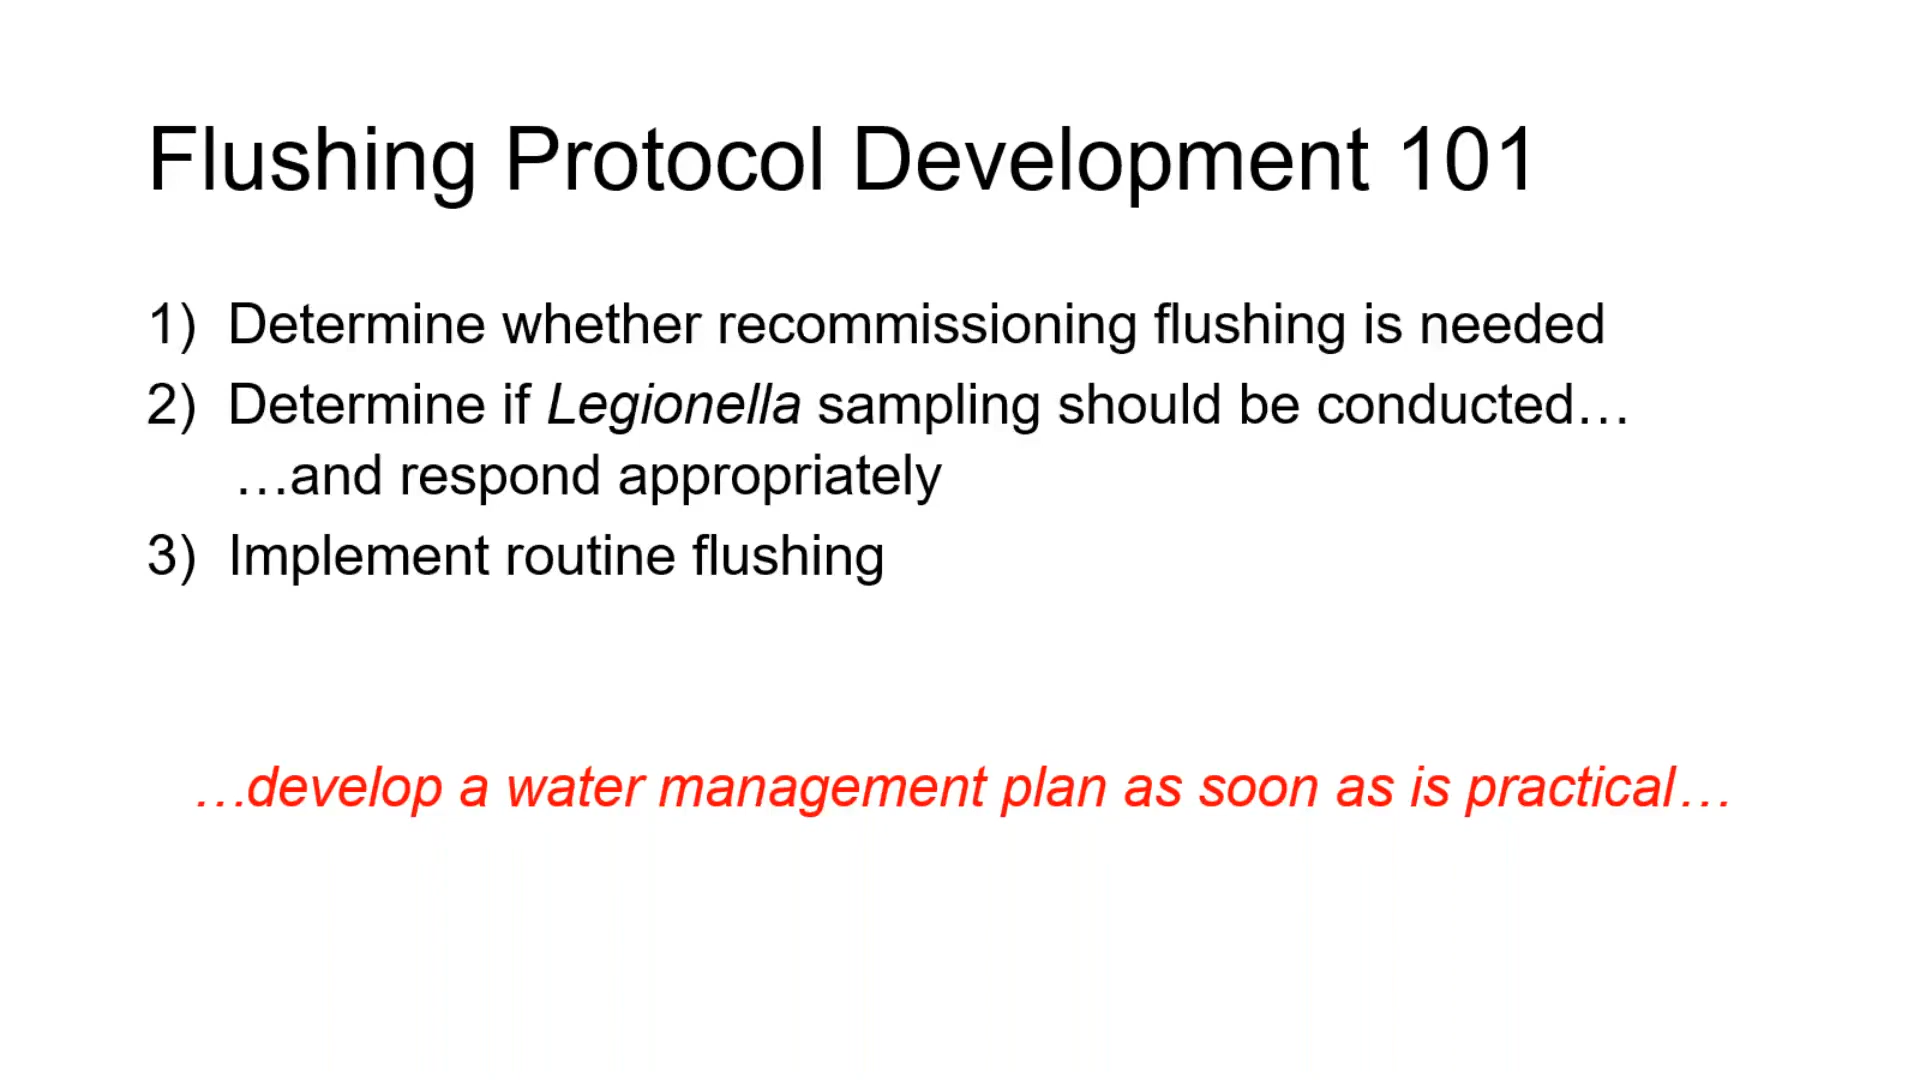 Flushing Protocol Development 101
1) Determine whether recommissioning flushing is needed
2) Determine if Legionella sampling should be conducted…
…and respond appropriately
3) Implement routine flushing
…develop a water management plan as soon as is practical…